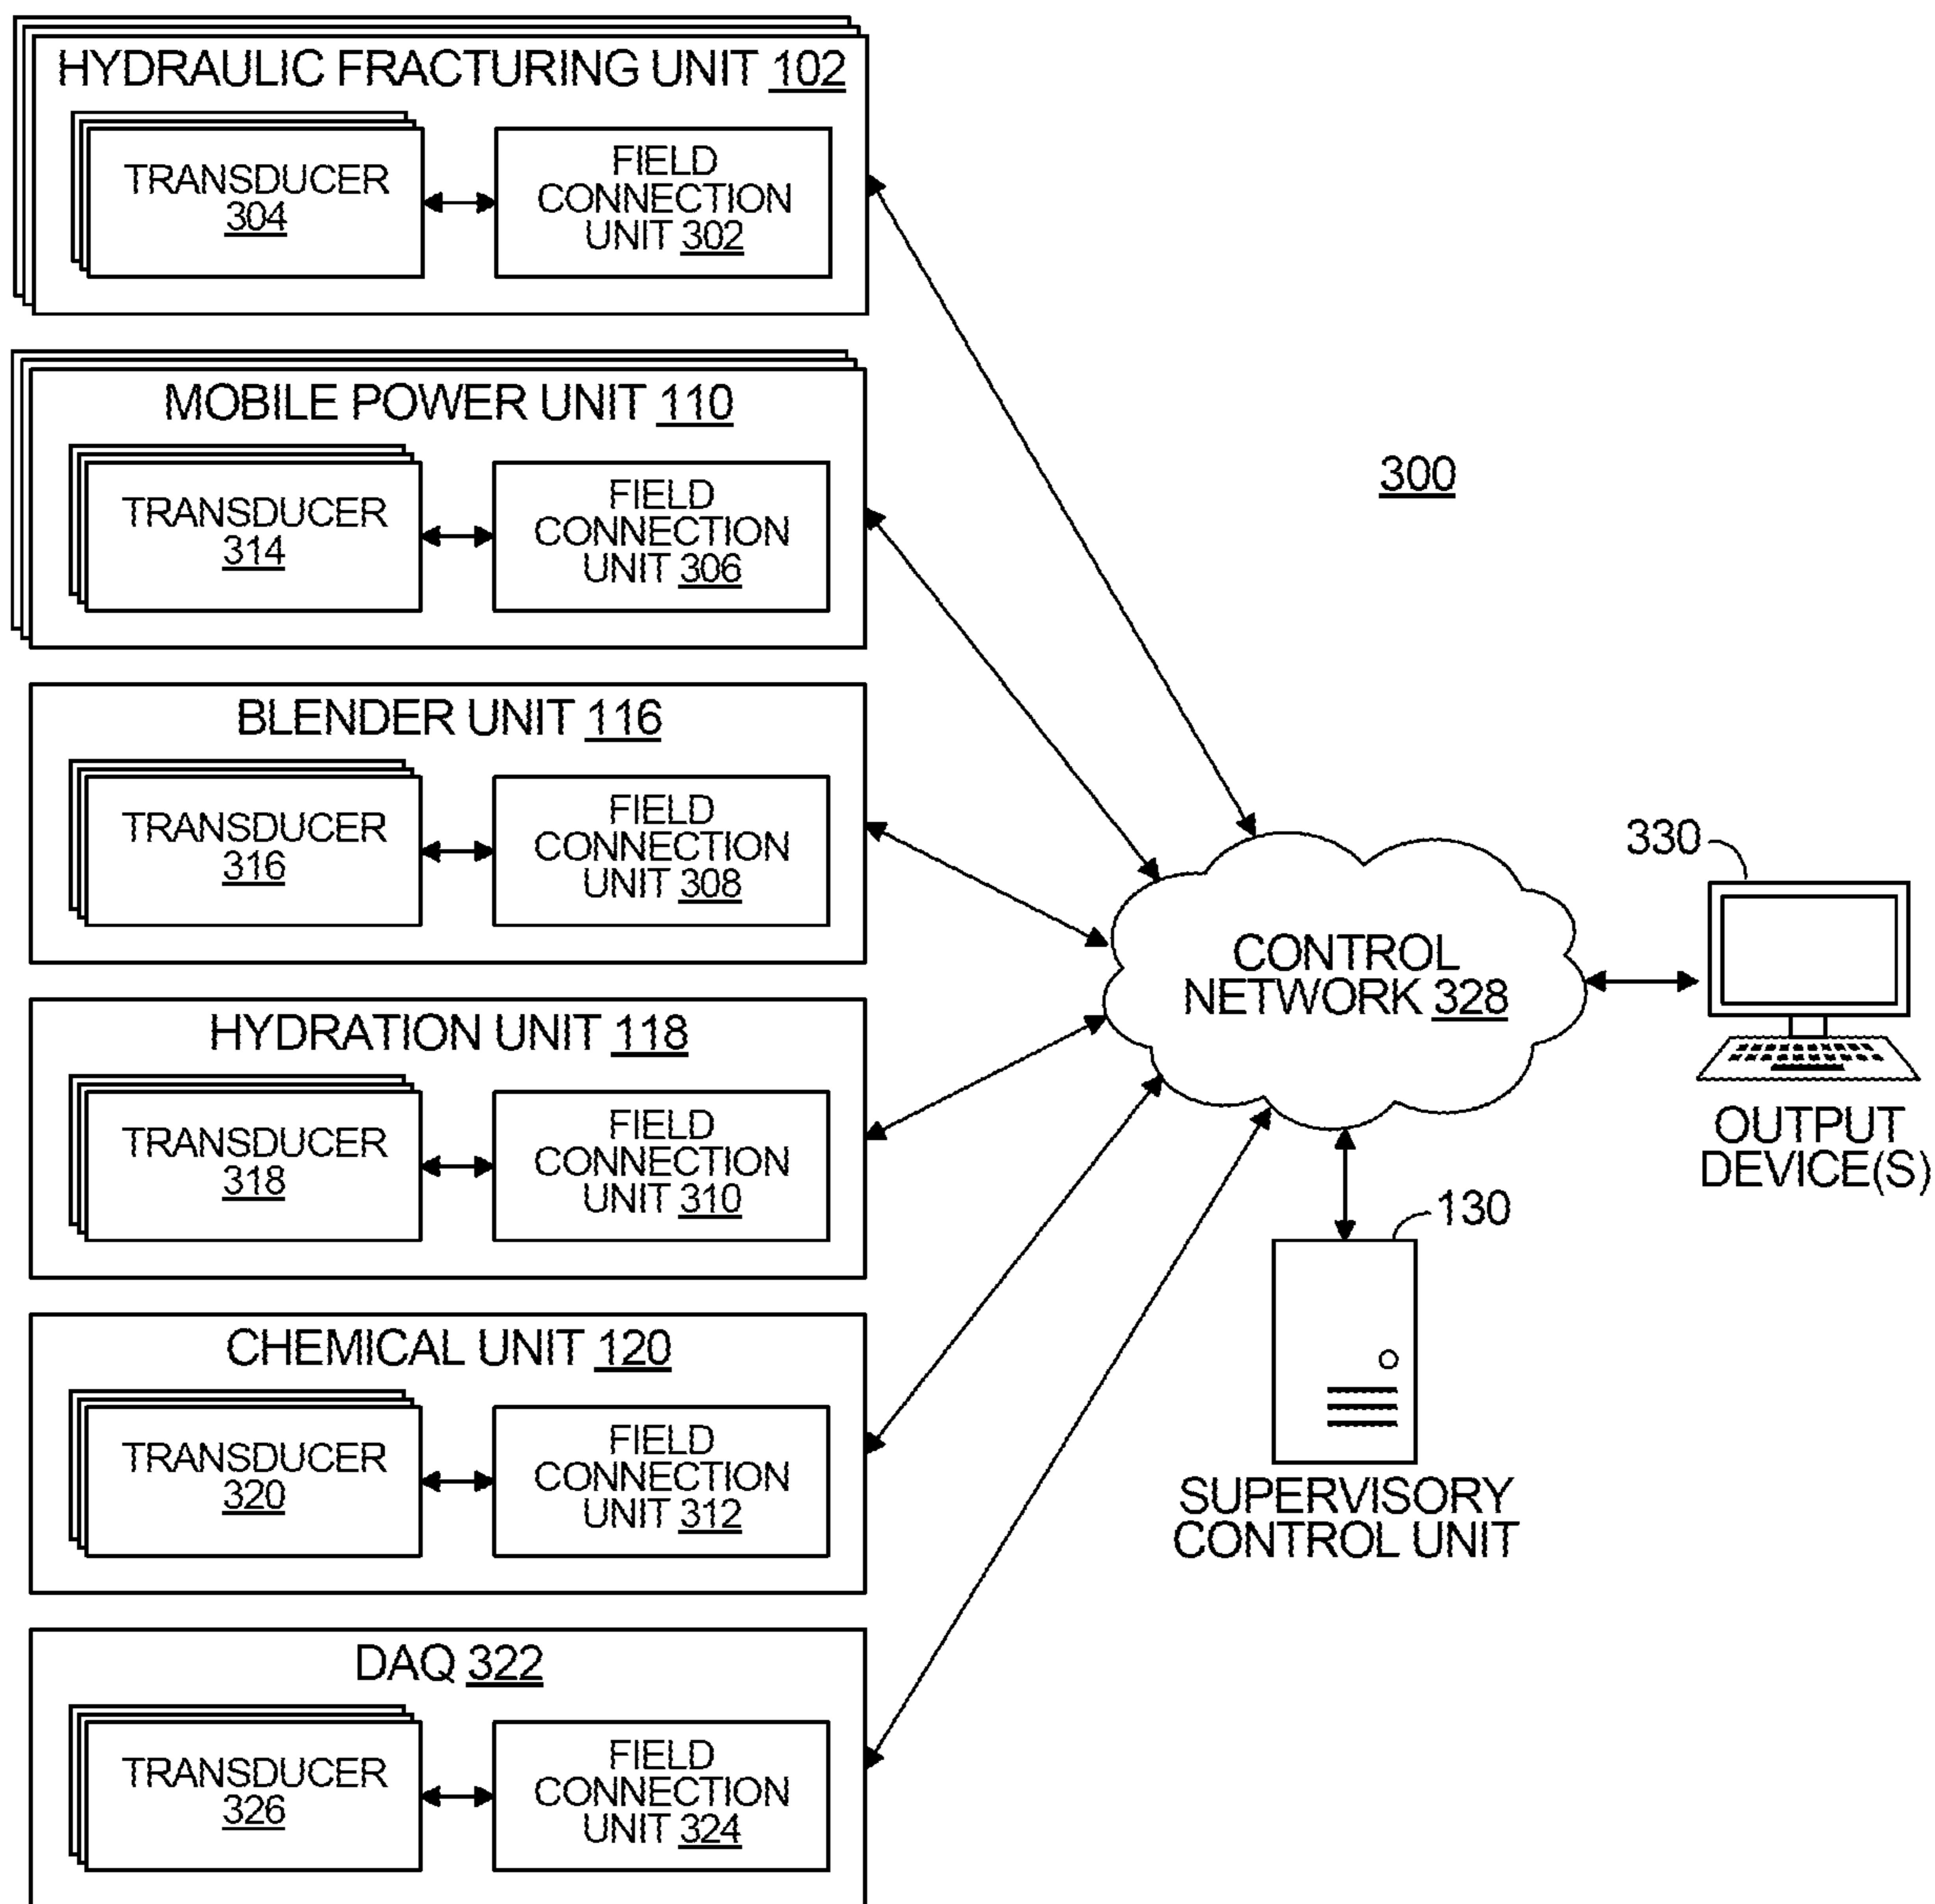 HYDRAULIC FRACTURING UNIT 102
TRANSDUCER
304
FIELD
CONNECTION
UNIT 302
MOBILE POWER UNIT 110
TRANSDUCER
314
FIELD
CONNECTION
UNIT 306
300
BLENDER UNIT 116
TRANSDUCER
316
FIELD
CONNECTION
UNIT 308
HYDRATION UNIT 118
TRANSDUCER
318
FIELD
CONNECTION
UNIT 310
CHEMICAL UNIT 120
TRANSDUCER
320
FIELD
CONNECTION
UNIT 312
DAQ 322
TRANSDUCER
326
FIELD
CONNECTION
UNIT 324
CONTROL
NETWORK 328
330
OUTPUT
DEVICE(S)
130
SUPERVISORY
CONTROL UNIT